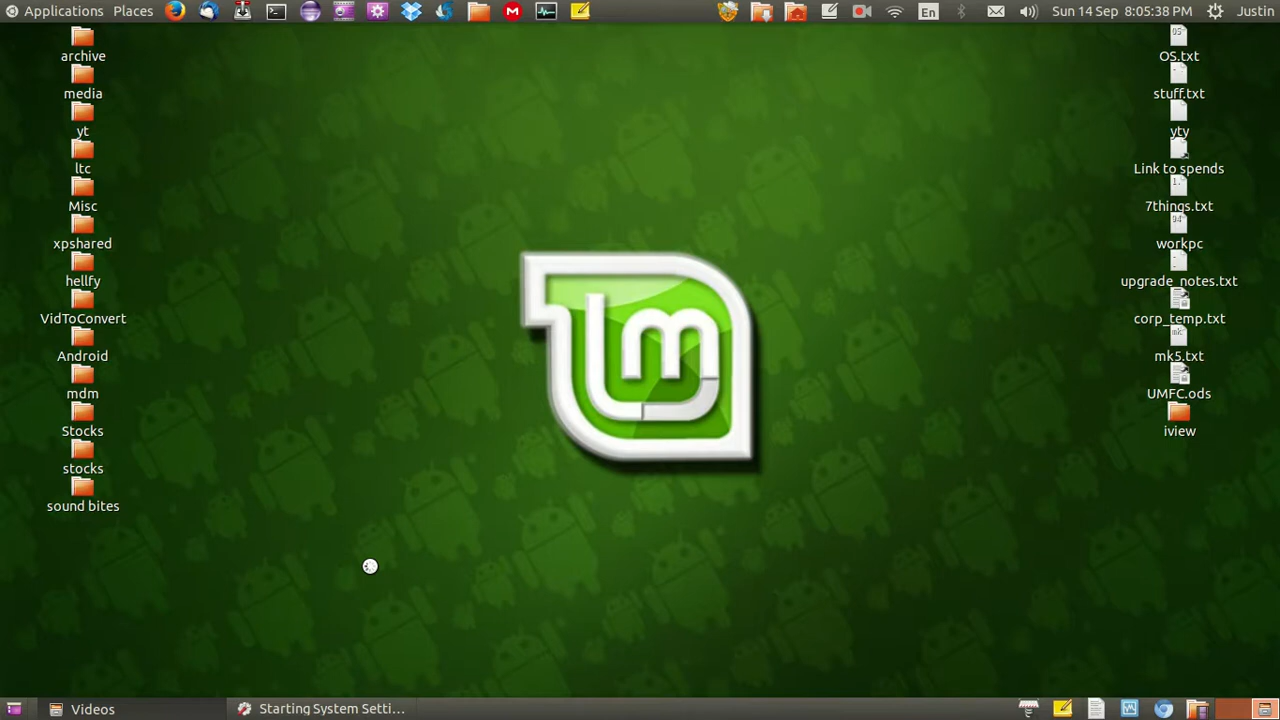 Applications Places
En
Sun 14 Sep 8:05:38 PM
Justin
archive
media
yt
ltc
Misc
xpshared
hellfy
VidToConvert
Android
mdm
Stocks
stocks
sound bites
lm
OS.txt
stuff.txt
yty
Link to spends
7things.txt
workpc
upgrade_notes.txt
corp_temp.txt
mk5.txt
UMFC.ods
iview
Videos
Starting System Setti...